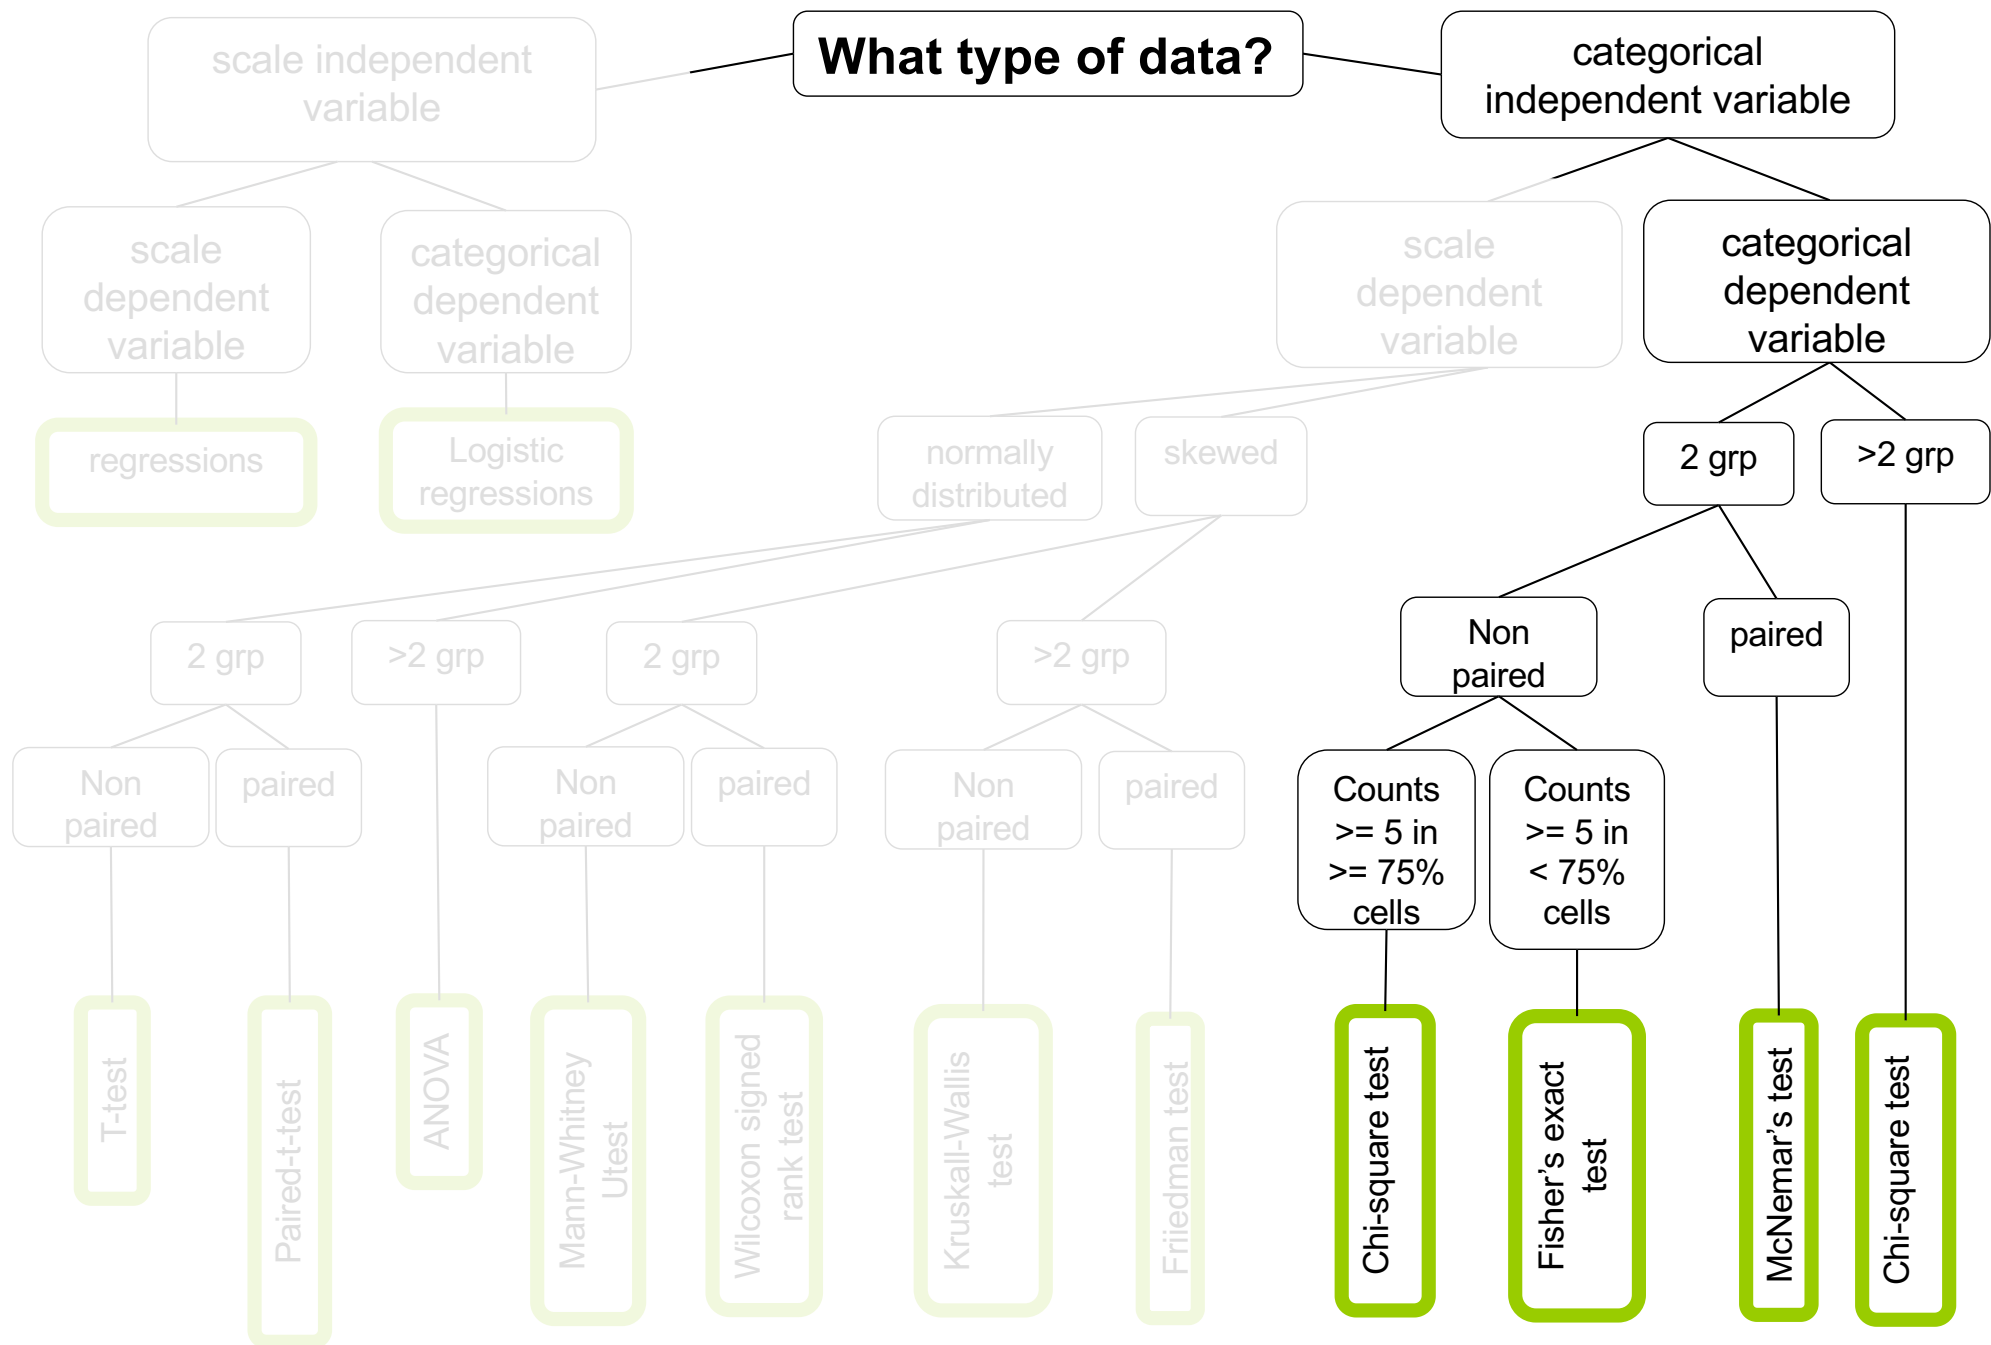 What type of data?
scale independent
variable
categorical
independent variable
scale
dependent
variable
categorical
dependent
variable
scale
dependent
variable
categorical
dependent
variable
regressions
Logistic
regressions
normally
distributed
skewed
2 grp
>2 grp
2 grp
>2 grp
2 grp
>2 grp
Non
paired
paired
Non
paired
paired
Non
paired
paired
Non
paired
paired
Counts
>= 5 in
>= 75%
cells
Counts
>= 5 in
< 75%
cells
T-test
Paired-t-test
ANOVA
Mann-Whitney
Utest
Wilcoxon signed
rank test
Kruskall-Wallis
test
Friiedman test
Chi-square test
Fisher's exact
test
McNemar's test
Chi-square test